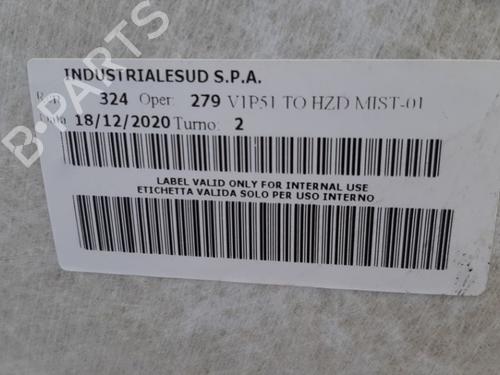 INDUSTRIALESUD S.P.A.
324 Oper: 279 V1P51 TO HZD MIST-01
18/12/2020 Turno: 2
LABEL VALID ONLY FOR INTERNAL USE
ETICHETTA VALIDA SOLO PER USO INTERNO
B-PARTS